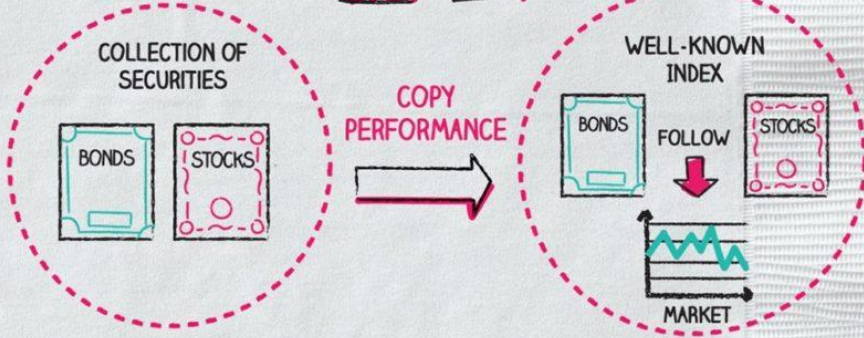 COLLECTION OF
SECURITIES
BONDS
STOCKS
COPY
PERFORMANCE
WELL-KNOWN
INDEX
BONDS
FOLLOW
STOCKS
MARKET